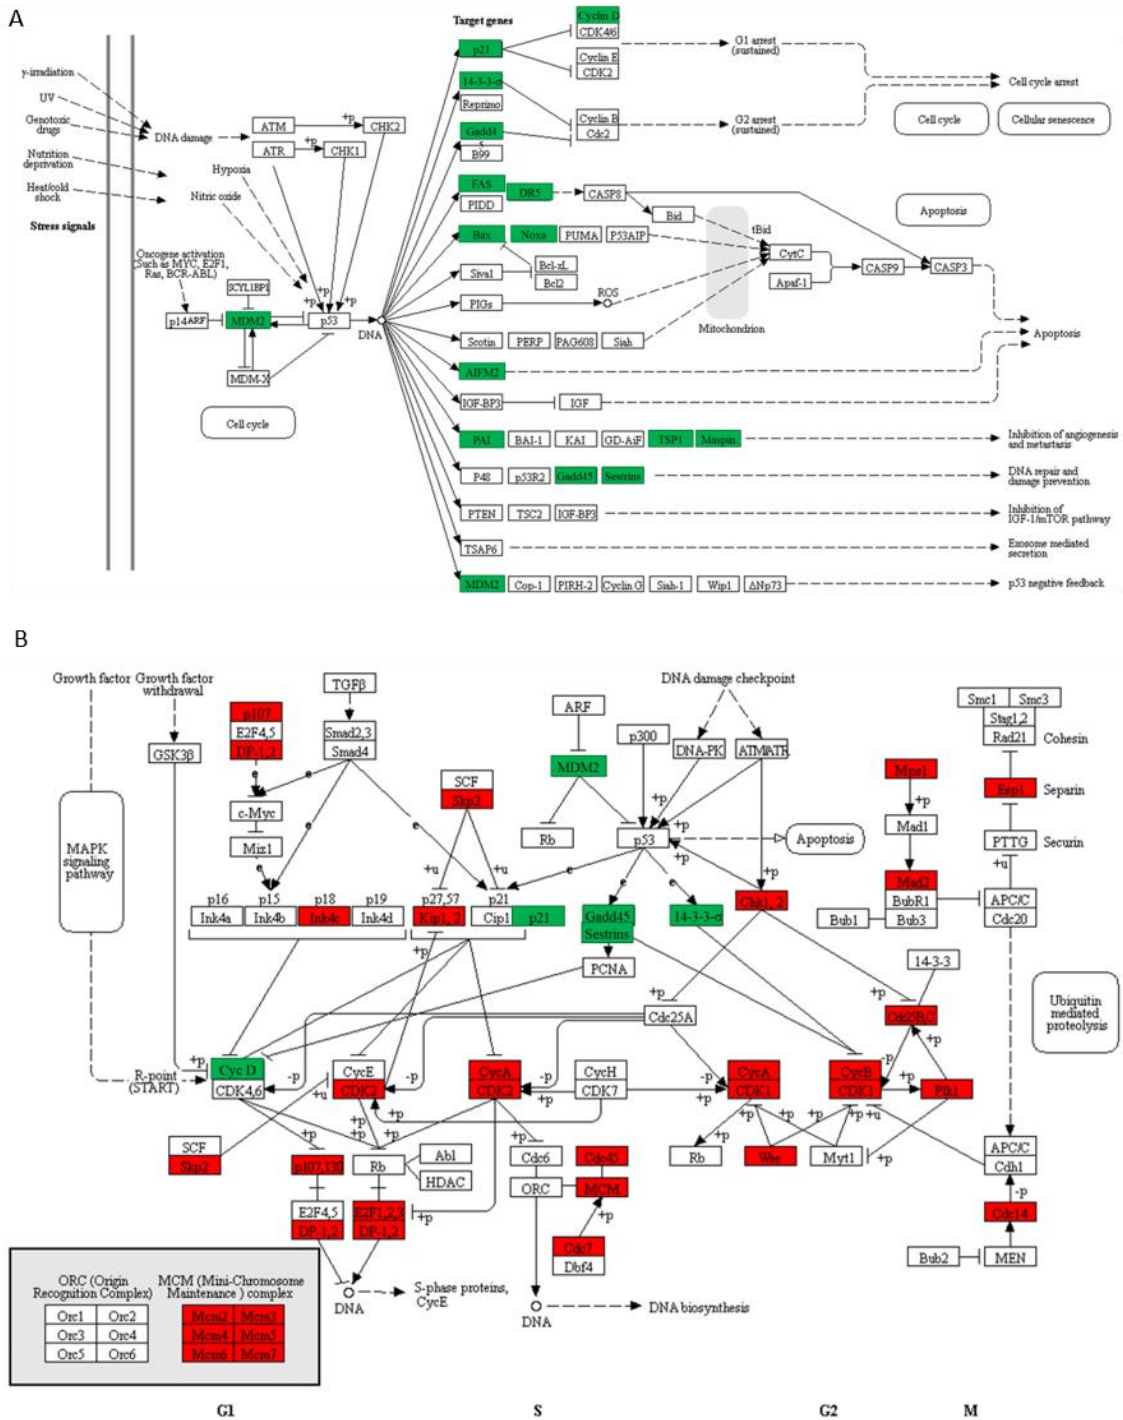 A
Target genes
Cyclin D
CDK4/6
p21
G1 arrest
(sustained)
Cyclin E
CDK2
γ-irradiation
UV
Genotoxic
drugs
DNA damage
ATM
+p
CHK2
ATR
+p
CHK1
14-3-3-σ
Reprimo
Cyclin B
Cdc2
G2 arrest
(sustained)
Cell cycle arrest
Cell cycle
Cellular senescence
Gadd4
5
B99
Nutrition
deprivation
Heat/cold
shock
Stress signals
Hypoxia
Nitric oxide
FAS
PIDD
DR5
CASP8
Bid
tBid
Apoptosis
Bax
Noxa
PUMA
P53AIP
CytC
CASP9
CASP3
Apaf-1
Mitochondrion
Siva1
Bcl-xL
Bcl2
Oncogene activation
(Such as MYC, E2F1,
Ras, BCR-ABL)
SCYL1BP1
+p
+p
+p
PIGs
ROS
p14ARF
MDM2
p53
DNA
MDM-X
Cell cycle
Scotin
PERP
PAG608
Siah
Apoptosis
AIFM2
IGF-BP3
IGF
PAI
BAI-1
KAI
GD-AiF
TSP1
Maspin
Inhibition of angiogenesis
and metastasis
P48
p53R2
Gadd45
Sestrins
DNA repair and
damage prevention
PTEN
TSC2
IGF-BP3
Inhibition of
IGF-1/mTOR pathway
TSAP6
Exosome mediated
secretion
MDM2
Cop-1
PIRH-2
Cyclin G
Siah-1
Wip1
ΔNp73
p53 negative feedback
B
Growth factor
Growth factor
withdrawal
TGFβ
DNA damage checkpoint
p107
E2F4,5
DP-1,2
GSK3β
Smad2,3
Smad4
ARF
p300
DNA-PK
ATM/ATR
Smc1
Smc3
Stag1,2
Rad21
Cohesin
MDM2
Mps1
+p
Esp1
Separin
e
e
c-Myc
Miz1
e
e
e
SCF
Skp2
+u
+u
Rb
p53
+p
+p
+p
Apoptosis
e
e
+p
Mad1
PTTG
Securin
+u
MAPK
signaling
pathway
p16
Ink4a
p15
Ink4b
p18
Ink4c
p19
Ink4d
p27,57
Kip1, 2
p21
Cip1
p21
Gadd45,
Sestrins
14-3-3-σ
Chk1, 2
Mad2
BubR1
Bub3
Bub1
APC/C
Cdc20
+p
PCNA
14-3-3
Ubiquitin
mediated
proteolysis
+p
Cdc25A
+p
Cdc25B,C
R-point
(START)
+p
Cyc D
CDK4,6
-p
CycE
CDK2
-p
+u
CycA
CDK2
-p
+p
CycH
CDK7
-p
+p
CycA
CDK1
-p
CycB
CDK1
+p
+p
Plk1
SCF
Skp2
+p
+p
+p
+p
+p
+p
+p
+p
+u
p107,130
Rb
Abl
HDAC
Cdc6
ORC
Cdc45
MCM
Rb
Wee
Myt1
+p
APC/C
Cdh1
-p
Cdc14
E2F4,5
DP-1,2
E2F1,2,3
DP-1,2
+p
+p
Cdc7
Dbf4
Bub2
MEN
DNA
S-phase proteins,
CycE
DNA
DNA biosynthesis
ORC (Origin
Recognition Complex)
MCM (Mini-Chromosome
Maintenance ) complex
Orc1
Orc2
Orc3
Orc4
Orc5
Orc6
Mcm2
Mcm3
Mcm4
Mcm5
Mcm6
Mcm7
G1
S
G2
M